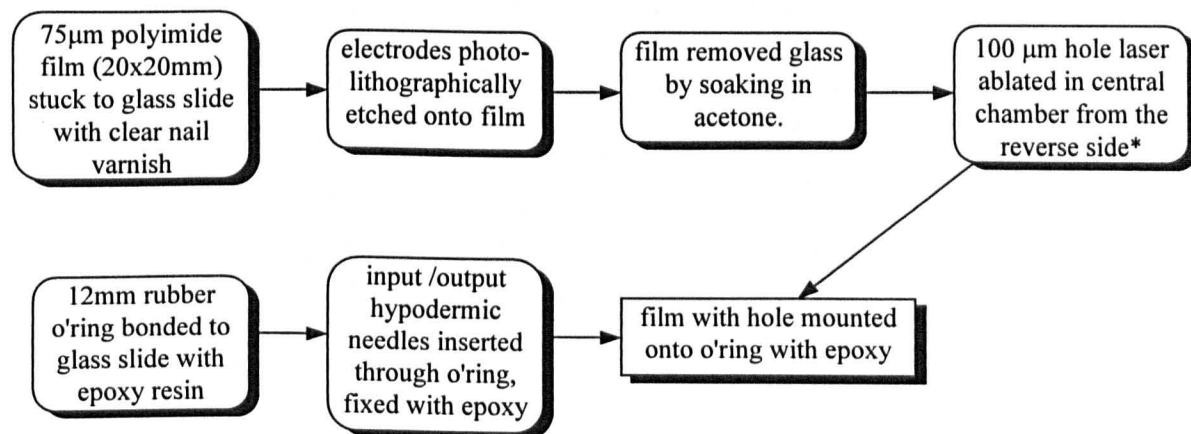 75µm polyimide
film (20x20mm)
stuck to glass slide
with clear nail
varnish
electrodes photo-
lithographically
etched onto film
film removed glass
by soaking in
acetone.
100 µm hole laser
ablated in central
chamber from the
reverse side*
12mm rubber
o'ring bonded to
glass slide with
epoxy resin
input /output
hypodermic
needles inserted
through o'ring,
fixed with epoxy
film with hole mounted
onto o'ring with epoxy